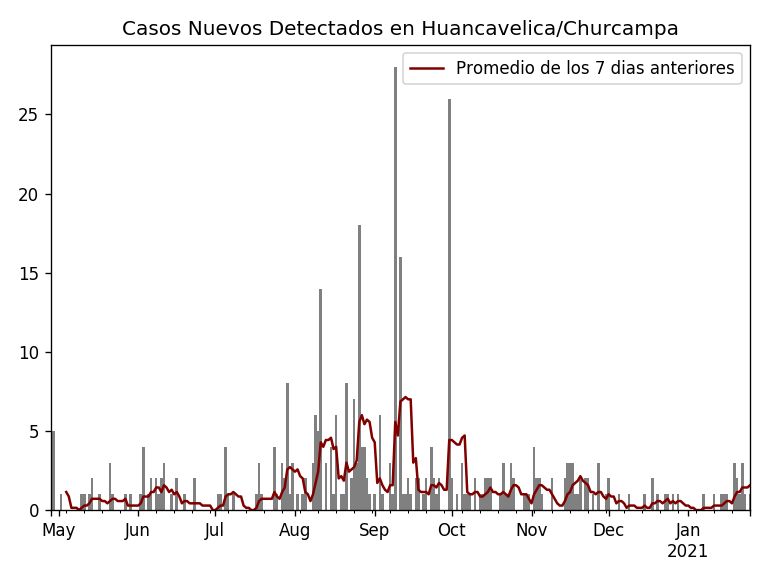 Casos Nuevos Detectados en Huancavelica/Churcampa
Promedio de los 7 dias anteriores
25
20
15
10
5
0
May Jun Jul Aug Sep Oct Nov Dec Jan
2021